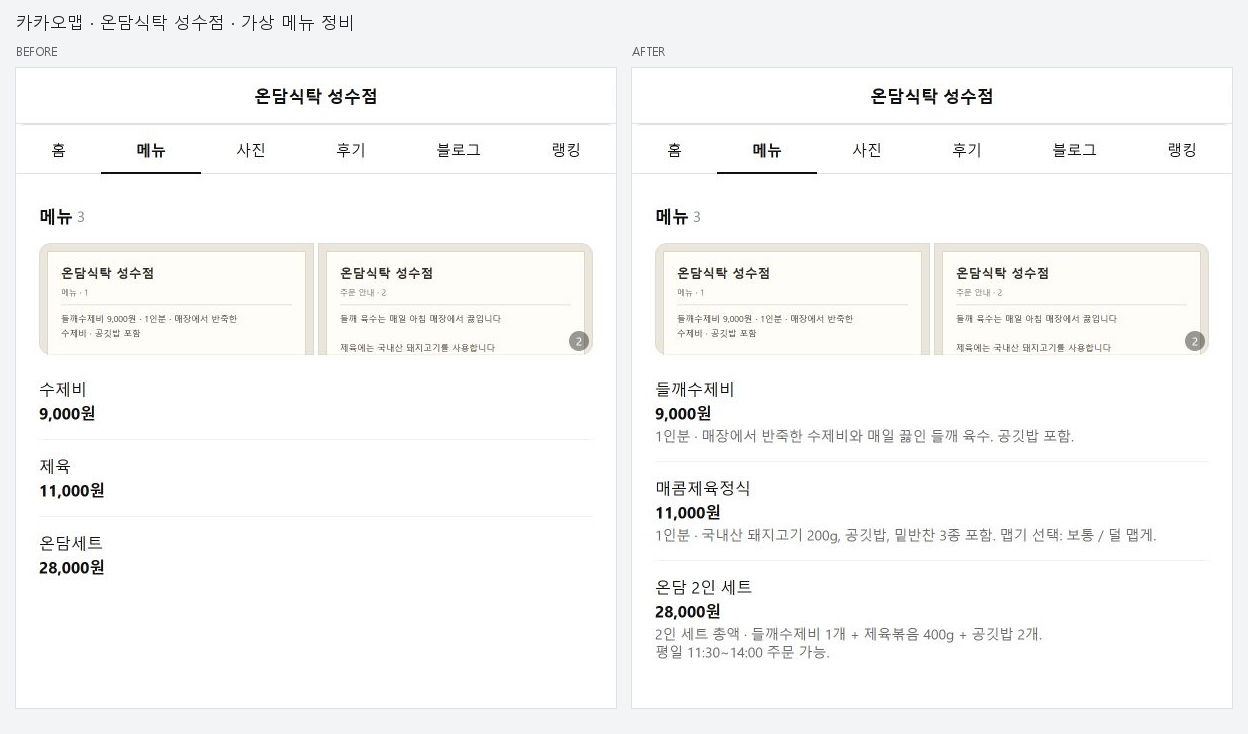 카카오맵 · 온담식탁 성수점 · 가상 메뉴 정비
BEFORE
온담식탁 성수점
홈 메뉴 사진 후기 블로그 랭킹
메뉴 3
온담식탁 성수점
메뉴 · 1
들깨수제비 9,000원 · 1인분 · 매장에서 반죽한
수제비 · 공깃밥 포함
온담식탁 성수점
주문 안내 · 2
들깨 육수는 매일 아침 매장에서 끓입니다
제육에는 국내산 돼지고기를 사용합니다
2
수제비
9,000원
제육
11,000원
온담세트
28,000원
AFTER
온담식탁 성수점
홈 메뉴 사진 후기 블로그 랭킹
메뉴 3
온담식탁 성수점
메뉴 · 1
들깨수제비 9,000원 · 1인분 · 매장에서 반죽한
수제비 · 공깃밥 포함
온담식탁 성수점
주문 안내 · 2
들깨 육수는 매일 아침 매장에서 끓입니다
제육에는 국내산 돼지고기를 사용합니다
2
들깨수제비
9,000원
1인분 · 매장에서 반죽한 수제비와 매일 끓인 들깨 육수. 공깃밥 포함.
매콤제육정식
11,000원
1인분 · 국내산 돼지고기 200g, 공깃밥, 밑반찬 3종 포함. 맵기 선택: 보통 / 덜 맵게.
온담 2인 세트
28,000원
2인 세트 총액 · 들깨수제비 1개 + 제육볶음 400g + 공깃밥 2개.
평일 11:30~14:00 주문 가능.